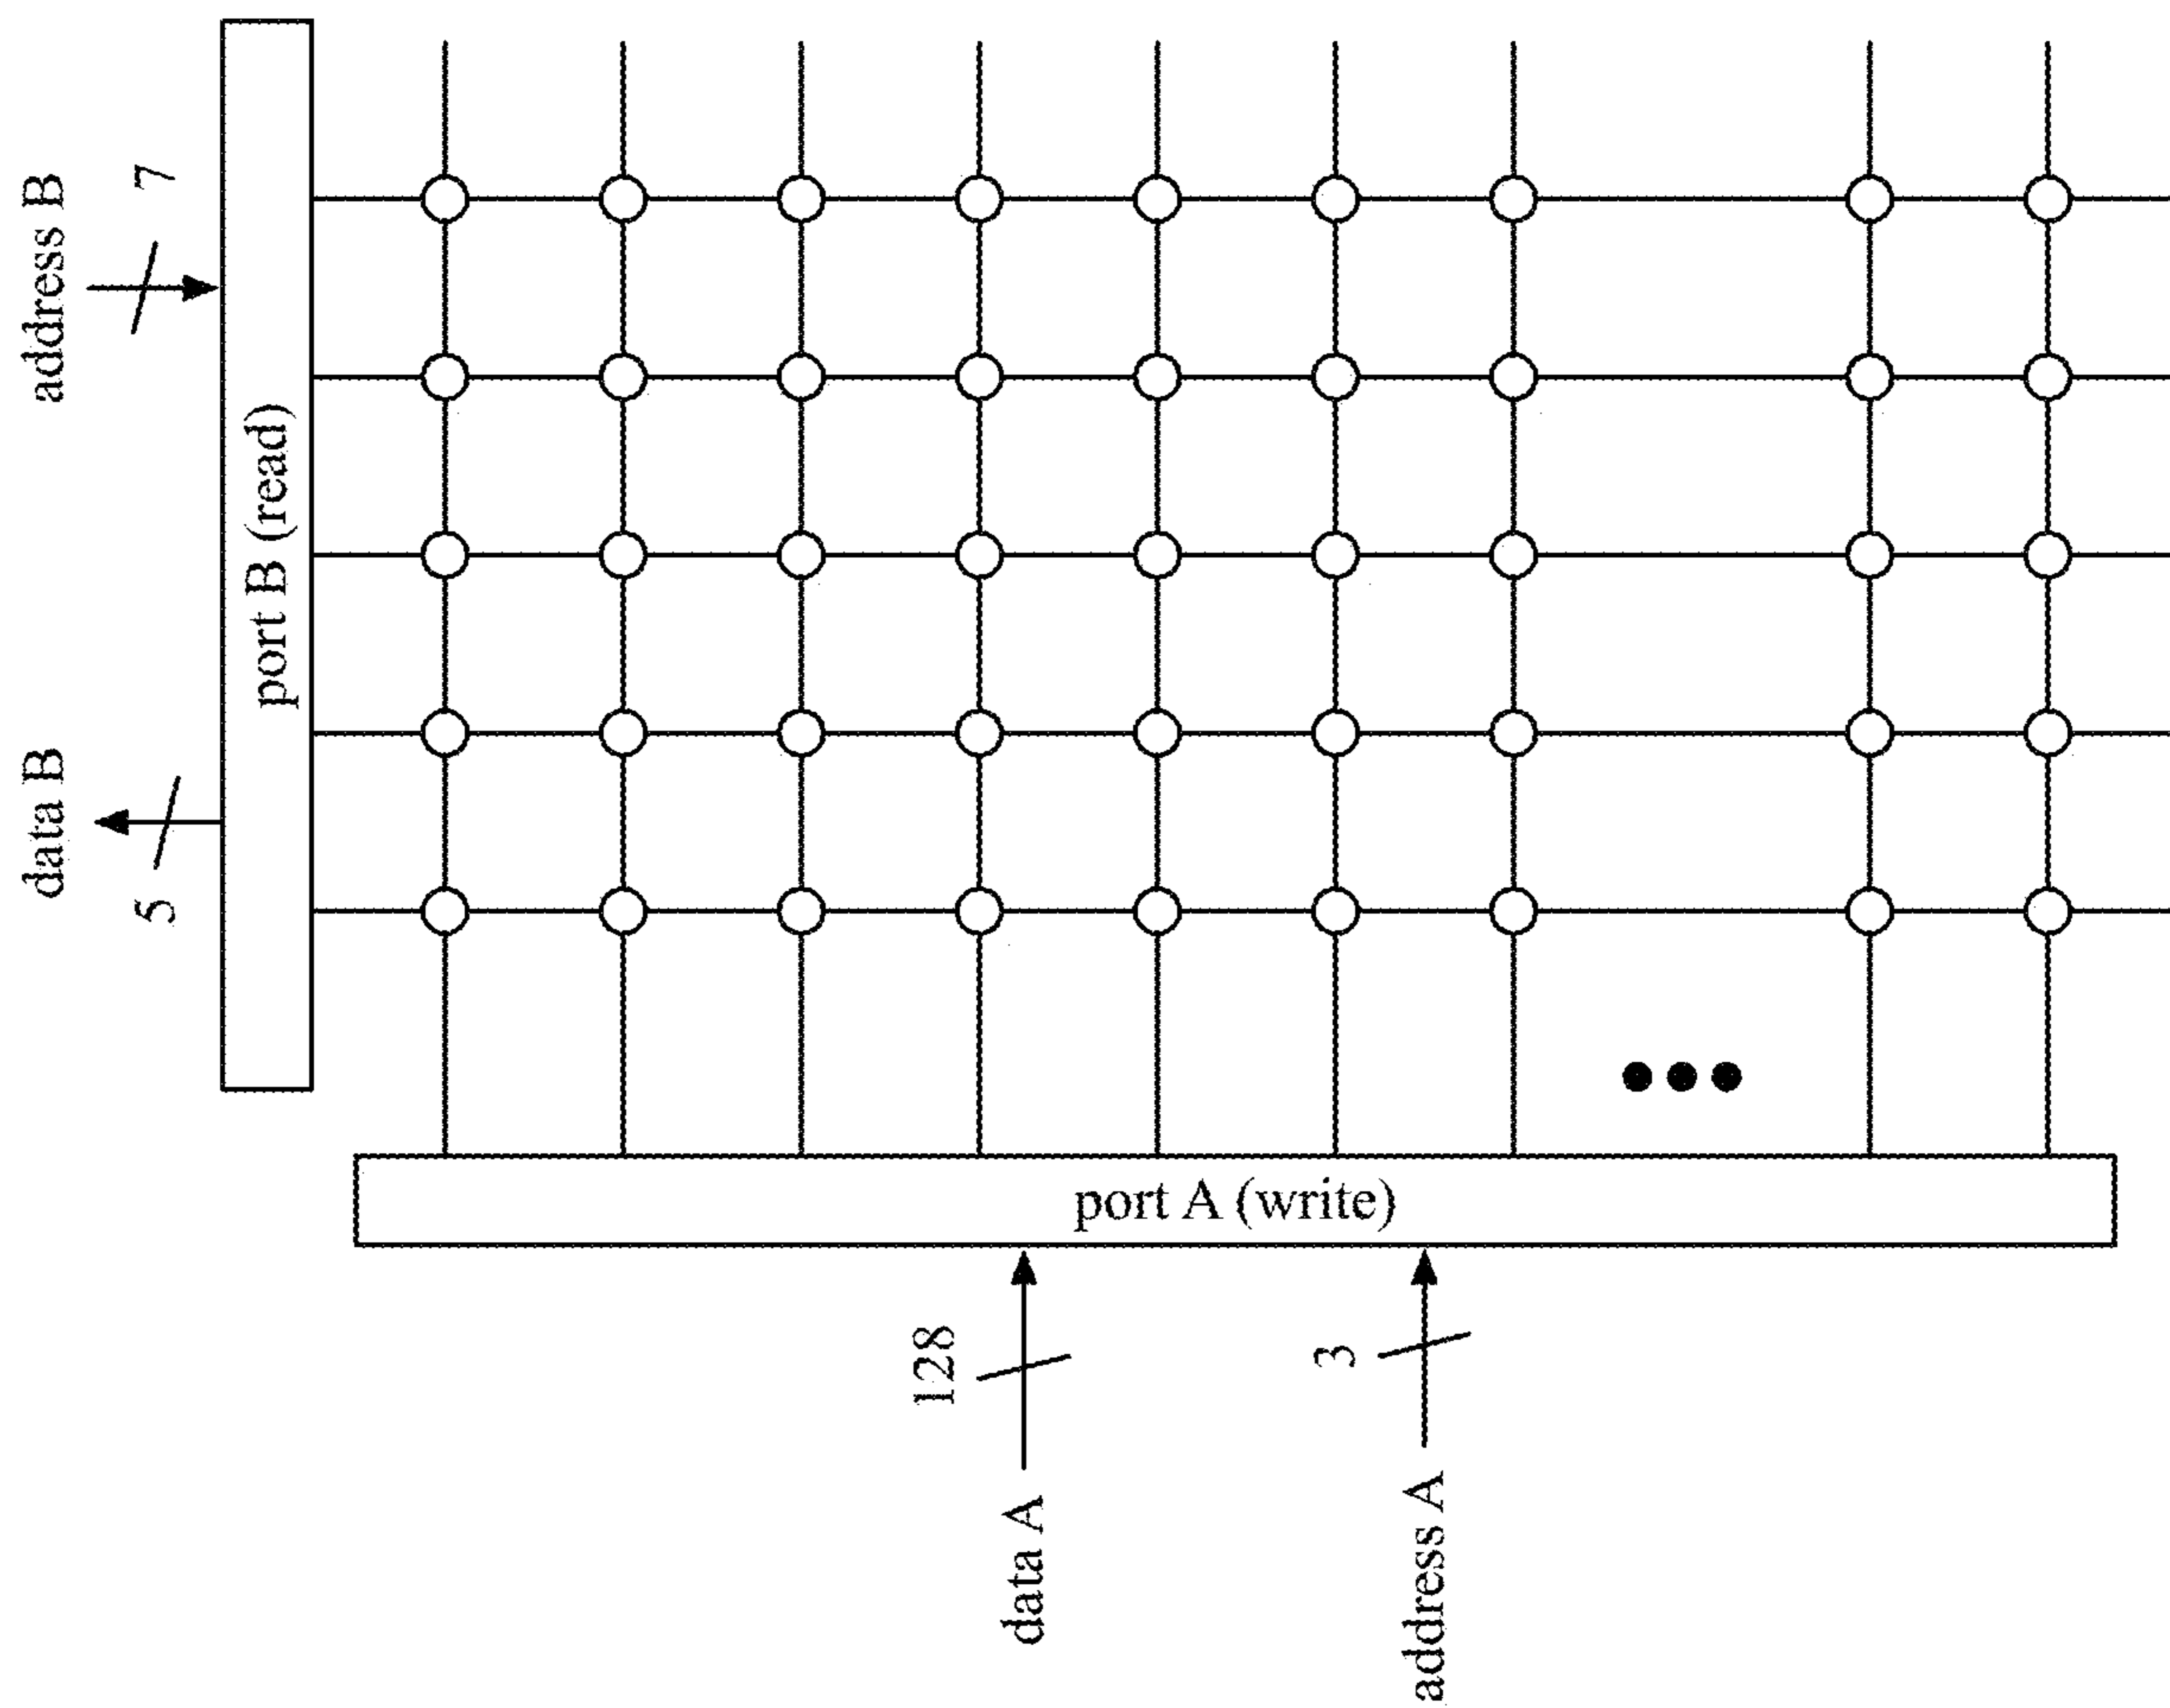 address B
7
data B
5
port B (read)
port A (write)
128
data A
3
address A